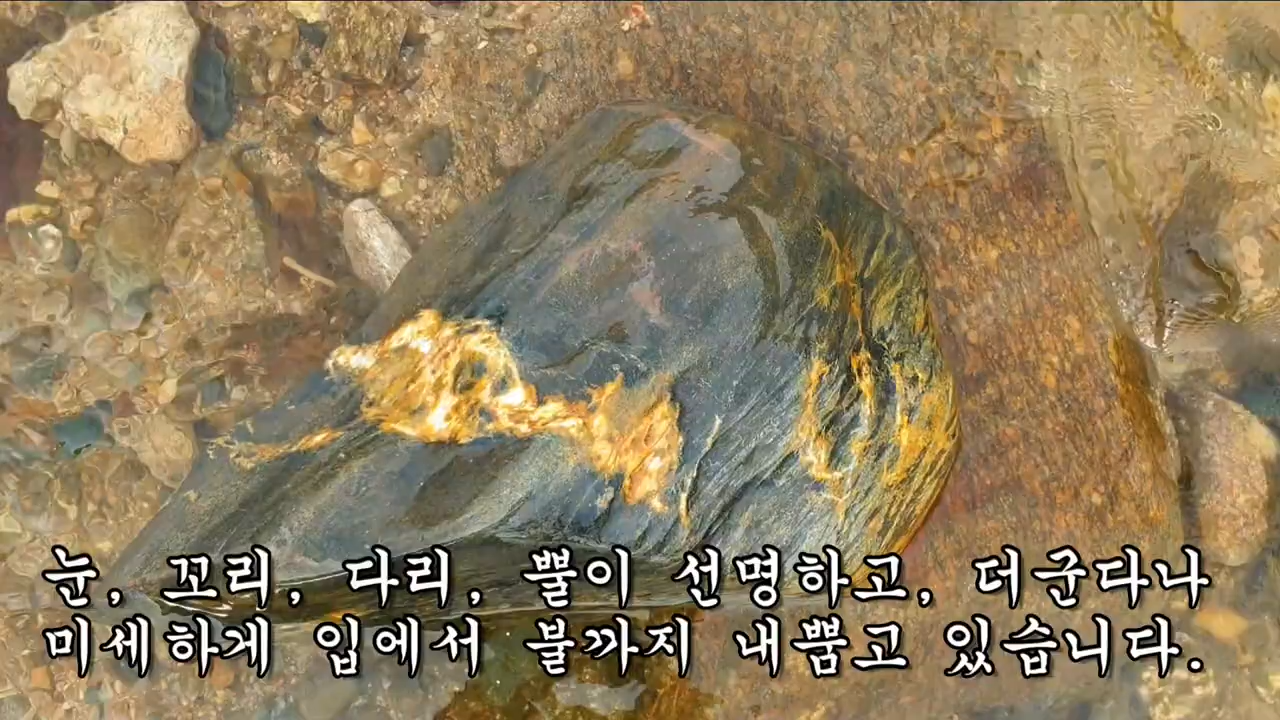 눈, 꼬리, 다리, 뿔이 선명하고, 더군다나
미세하게 입에서 불까지 내뿜고 있습니다.